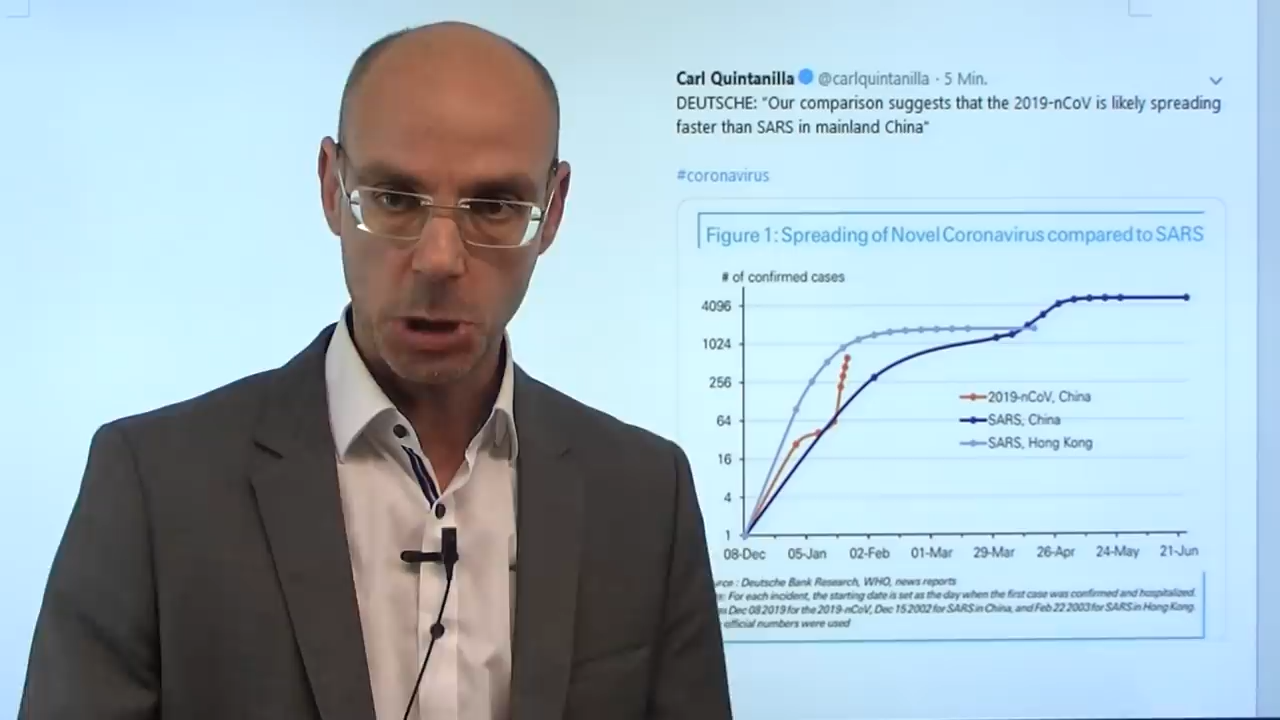 Carl Quintanilla @carlquintanilla · 5 Min.
DEUTSCHE: "Our comparison suggests that the 2019-nCoV is likely spreading
faster than SARS in mainland China"
#coronavirus
Figure 1: Spreading of Novel Coronavirus compared to SARS
# of confirmed cases
4096
1024
256
64
16
4
1
2019-nCoV, China
SARS, China
SARS, Hong Kong
08-Dec 05-Jan 02-Feb 01-Mar 29-Mar 26-Apr 24-May 21-Jun
: Deutsche Bank Research, WHO, news reports
: For each incident, the starting date is set as the day when the first case was confirmed and hospitalized.
Dec 08 2019 for the 2019-nCoV, Dec 15 2002 for SARS in China, and Feb 22 2003 for SARS in Hong Kong.
official numbers were used